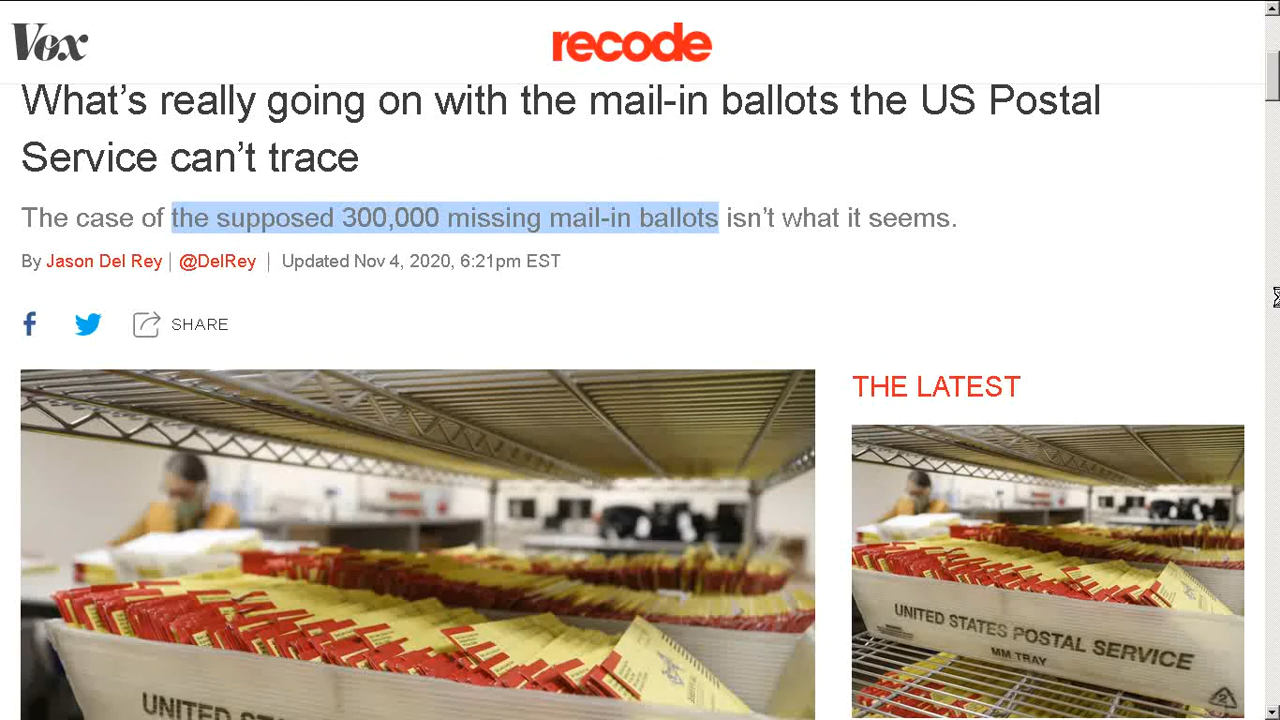 Vox
recode
What's really going on with the mail-in ballots the US Postal
Service can't trace
The case of the supposed 300,000 missing mail-in ballots isn't what it seems.
By Jason Del Rey | @DelRey | Updated Nov 4, 2020, 6:21pm EST
SHARE
THE LATEST
UNITED STATES POSTAL SERVICE
MM TRAY
UNITED STA